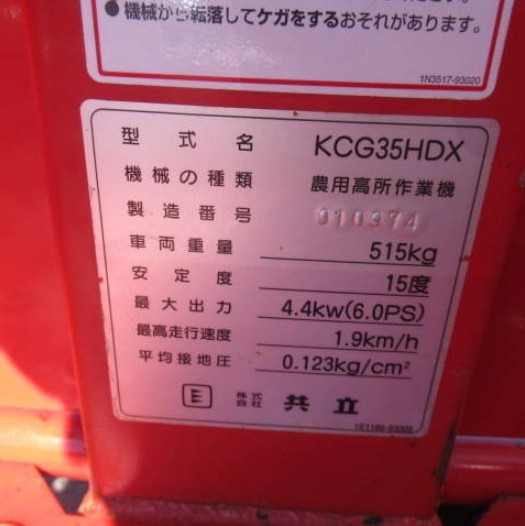 ●機械から転落してケガをするおそれがあります。
1N3517-93020
型式名 KCG35HDX
機械の種類 農用高所作業機
製造番号 010974
車両重量 515kg
安定度 15度
最大出力 4.4kw(6.0PS)
最高走行速度 1.9km/h
平均接地圧 0.123kg/cm²
E 株式会社 共立